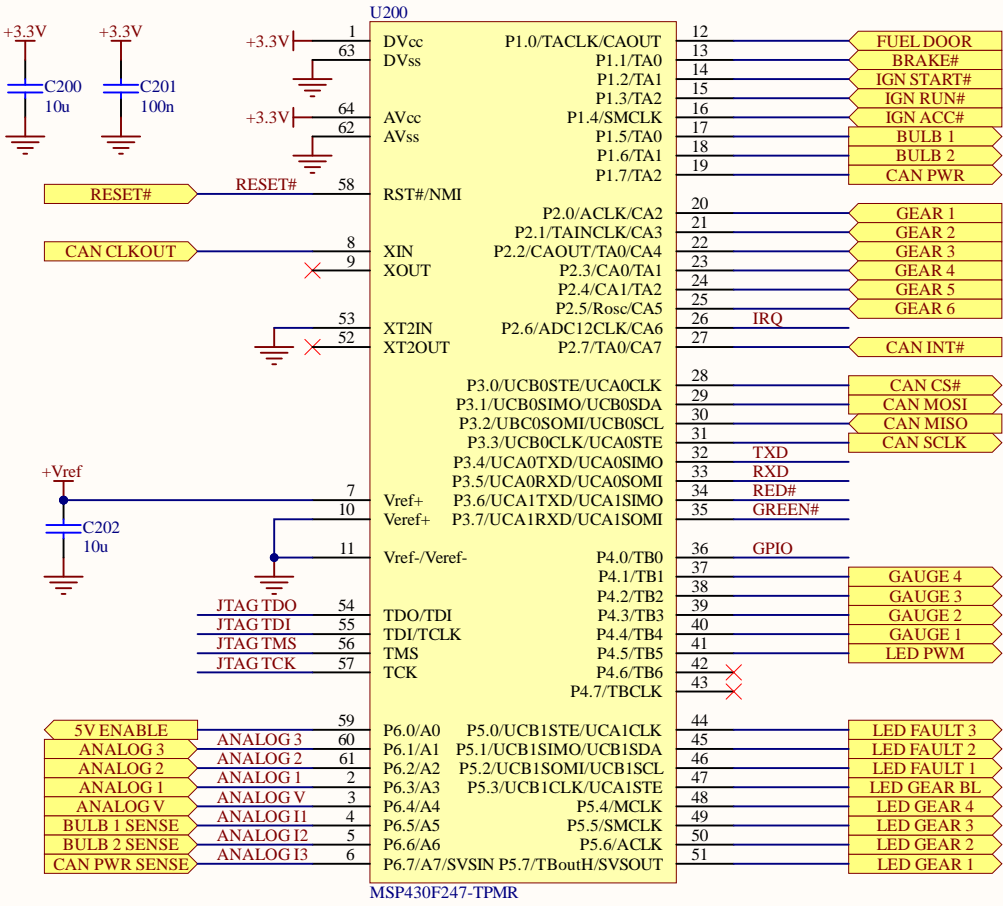 U200
+3.3V
C200
10u
+3.3V
C201
100n
+3.3V 1 DVcc
63 DVss
+3.3V 64 AVcc
62 AVss
RESET# RESET# 58 RST#/NMI
CAN CLKOUT 8 XIN
9 XOUT
53 XT2IN
52 XT2OUT
+Vref
C202
10u
7 Vref+
10 Veref+
11 Vref-/Veref-
JTAG TDO 54 TDO/TDI
JTAG TDI 55 TDI/TCLK
JTAG TMS 56 TMS
JTAG TCK 57 TCK
5V ENABLE 59 P6.0/A0
ANALOG 3 ANALOG 3 60 P6.1/A1
ANALOG 2 ANALOG 2 61 P6.2/A2
ANALOG 1 ANALOG 1 2 P6.3/A3
ANALOG V ANALOG V 3 P6.4/A4
BULB 1 SENSE ANALOG I1 4 P6.5/A5
BULB 2 SENSE ANALOG I2 5 P6.6/A6
CAN PWR SENSE ANALOG I3 6 P6.7/A7/SVSIN
P1.0/TACLK/CAOUT 12 FUEL DOOR
P1.1/TA0 13 BRAKE#
P1.2/TA1 14 IGN START#
P1.3/TA2 15 IGN RUN#
P1.4/SMCLK 16 IGN ACC#
P1.5/TA0 17 BULB 1
P1.6/TA1 18 BULB 2
P1.7/TA2 19 CAN PWR
P2.0/ACLK/CA2 20 GEAR 1
P2.1/TAINCLK/CA3 21 GEAR 2
P2.2/CAOUT/TA0/CA4 22 GEAR 3
P2.3/CA0/TA1 23 GEAR 4
P2.4/CA1/TA2 24 GEAR 5
P2.5/Rosc/CA5 25 GEAR 6
P2.6/ADC12CLK/CA6 26 IRQ
P2.7/TA0/CA7 27 CAN INT#
P3.0/UCB0STE/UCA0CLK 28 CAN CS#
P3.1/UCB0SIMO/UCB0SDA 29 CAN MOSI
P3.2/UBC0SOMI/UCB0SCL 30 CAN MISO
P3.3/UCB0CLK/UCA0STE 31 CAN SCLK
P3.4/UCA0TXD/UCA0SIMO 32 TXD
P3.5/UCA0RXD/UCA0SOMI 33 RXD
P3.6/UCA1TXD/UCA1SIMO 34 RED#
P3.7/UCA1RXD/UCA1SOMI 35 GREEN#
P4.0/TB0 36 GPIO
P4.1/TB1 37 GAUGE 4
P4.2/TB2 38 GAUGE 3
P4.3/TB3 39 GAUGE 2
P4.4/TB4 40 GAUGE 1
P4.5/TB5 41 LED PWM
P4.6/TB6 42
P4.7/TBCLK 43
P5.0/UCB1STE/UCA1CLK 44 LED FAULT 3
P5.1/UCB1SIMO/UCB1SDA 45 LED FAULT 2
P5.2/UCB1SOMI/UCB1SCL 46 LED FAULT 1
P5.3/UCB1CLK/UCA1STE 47 LED GEAR BL
P5.4/MCLK 48 LED GEAR 4
P5.5/SMCLK 49 LED GEAR 3
P5.6/ACLK 50 LED GEAR 2
P5.7/TBoutH/SVSOUT 51 LED GEAR 1
MSP430F247-TPMR